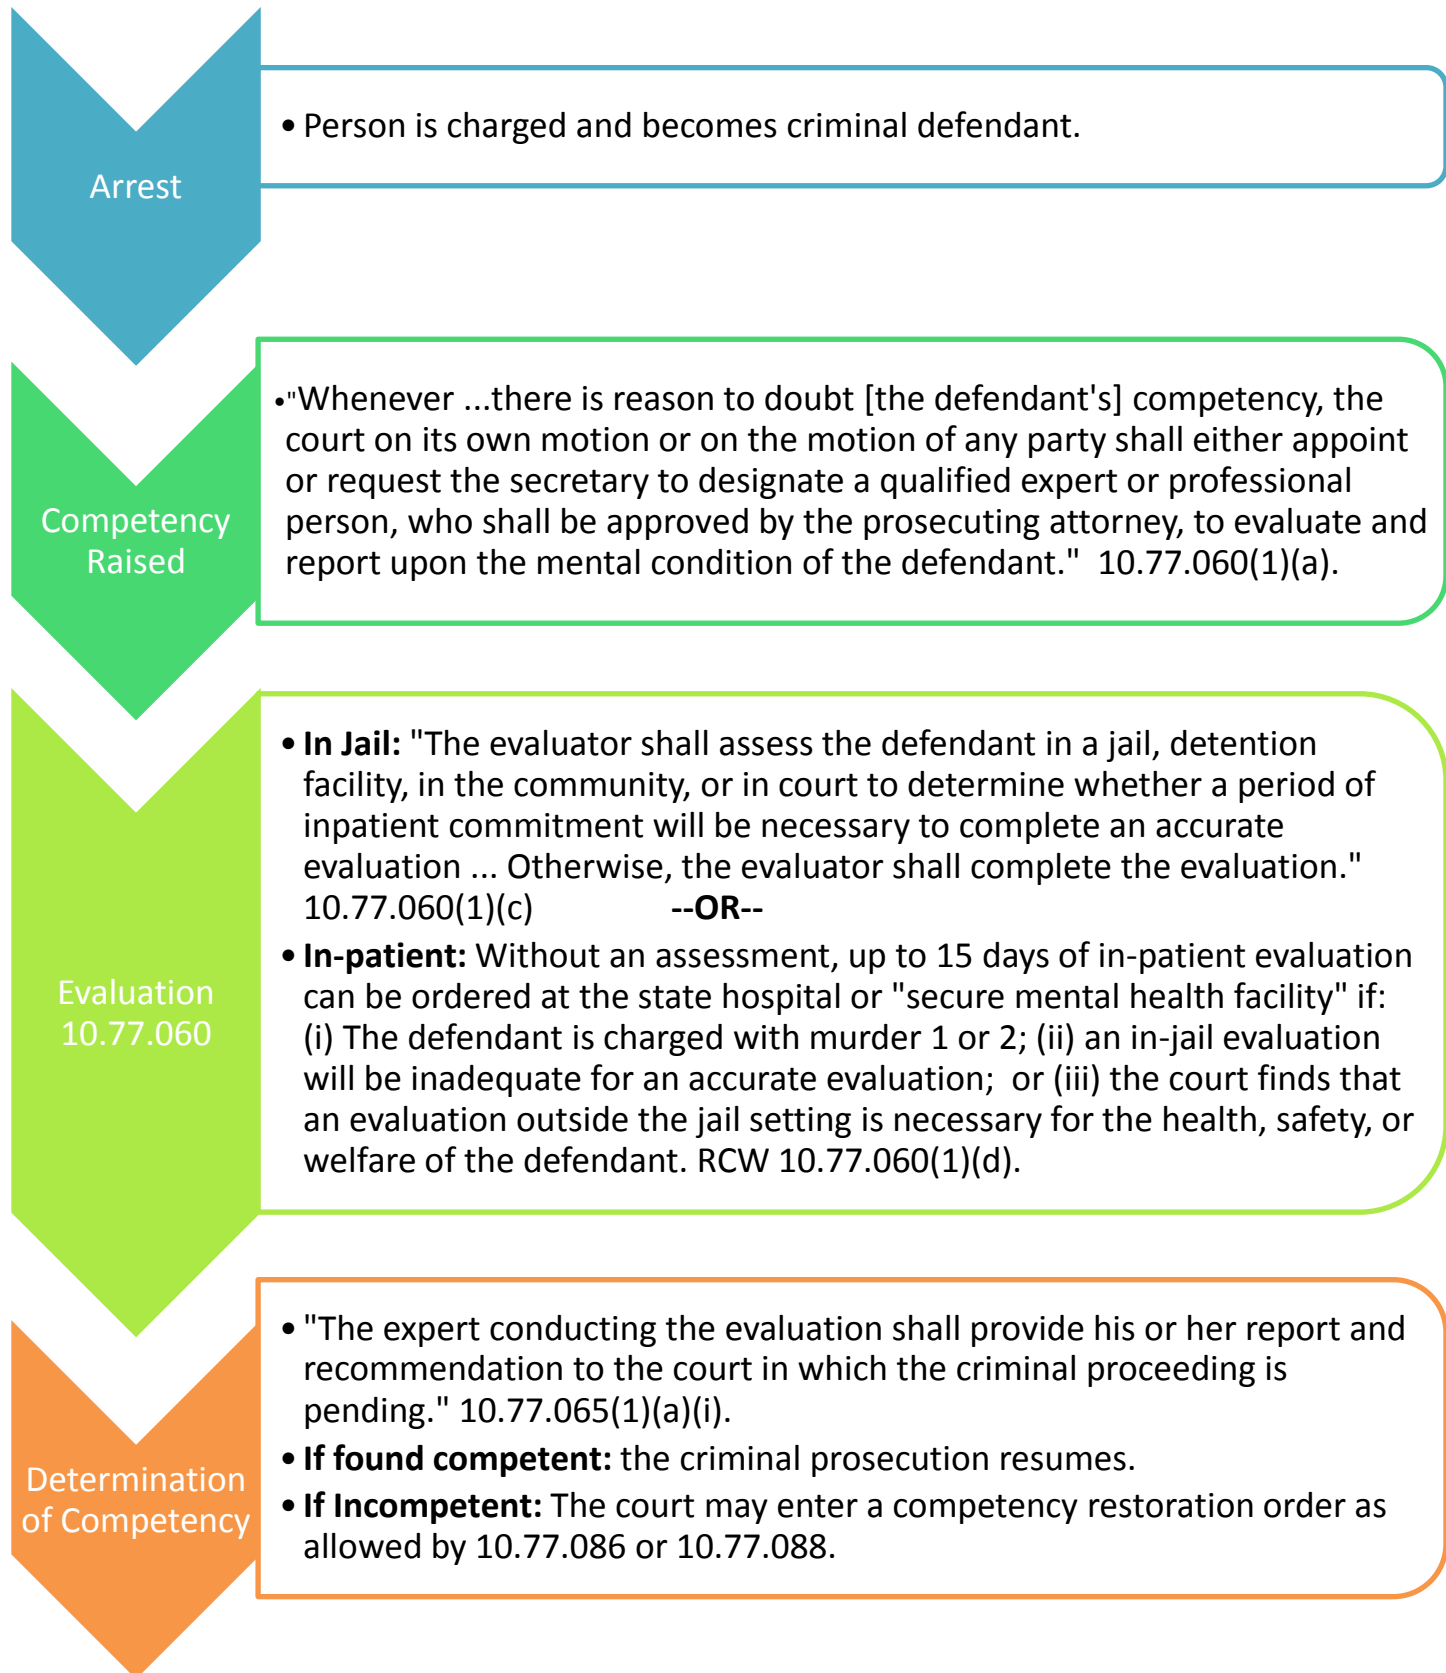 Arrest
• Person is charged and becomes criminal defendant.
Competency
Raised
•"Whenever ...there is reason to doubt [the defendant's] competency, the
court on its own motion or on the motion of any party shall either appoint
or request the secretary to designate a qualified expert or professional
person, who shall be approved by the prosecuting attorney, to evaluate and
report upon the mental condition of the defendant."  10.77.060(1)(a).
Evaluation
10.77.060
• In Jail: "The evaluator shall assess the defendant in a jail, detention
facility, in the community, or in court to determine whether a period of
inpatient commitment will be necessary to complete an accurate
evaluation ... Otherwise, the evaluator shall complete the evaluation."
10.77.060(1)(c) --OR--
• In-patient: Without an assessment, up to 15 days of in-patient evaluation
can be ordered at the state hospital or "secure mental health facility" if:
(i) The defendant is charged with murder 1 or 2; (ii) an in-jail evaluation
will be inadequate for an accurate evaluation;  or (iii) the court finds that
an evaluation outside the jail setting is necessary for the health, safety, or
welfare of the defendant. RCW 10.77.060(1)(d).
Determination
of Competency
• "The expert conducting the evaluation shall provide his or her report and
recommendation to the court in which the criminal proceeding is
pending." 10.77.065(1)(a)(i).
• If found competent: the criminal prosecution resumes.
• If Incompetent: The court may enter a competency restoration order as
allowed by 10.77.086 or 10.77.088.